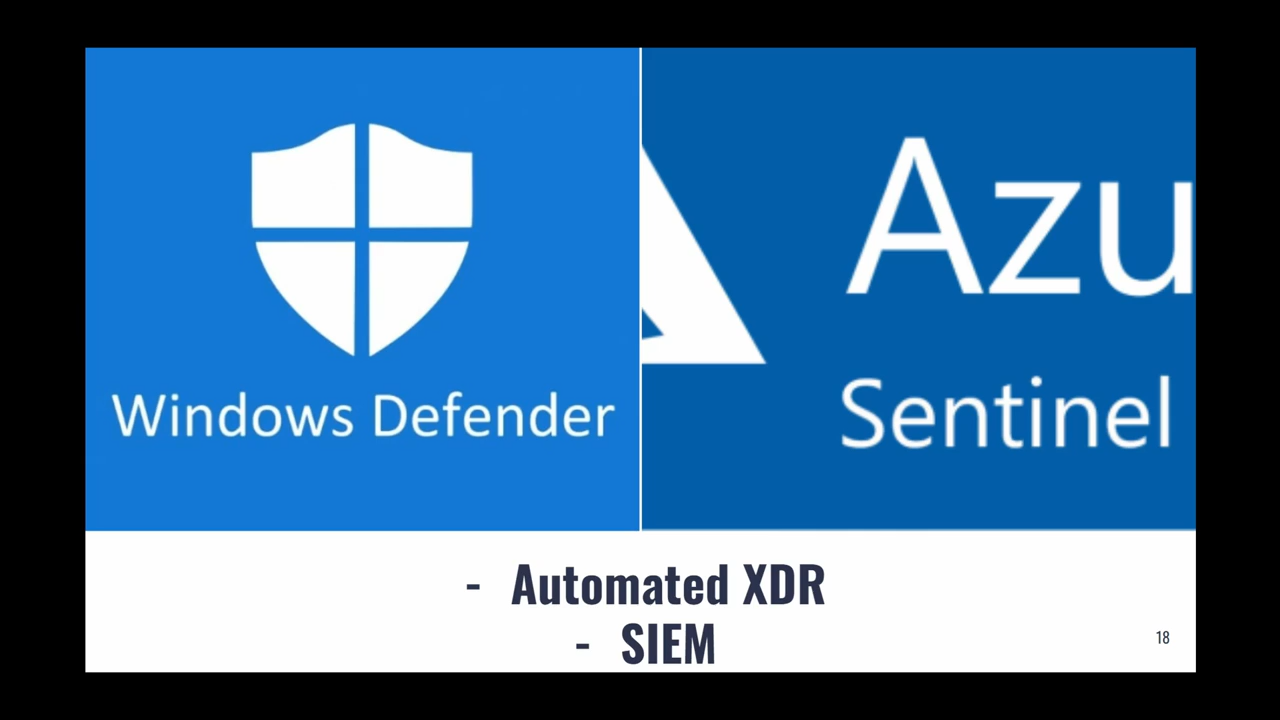 Windows Defender
Azu
Sentinel
- Automated XDR
- SIEM
18